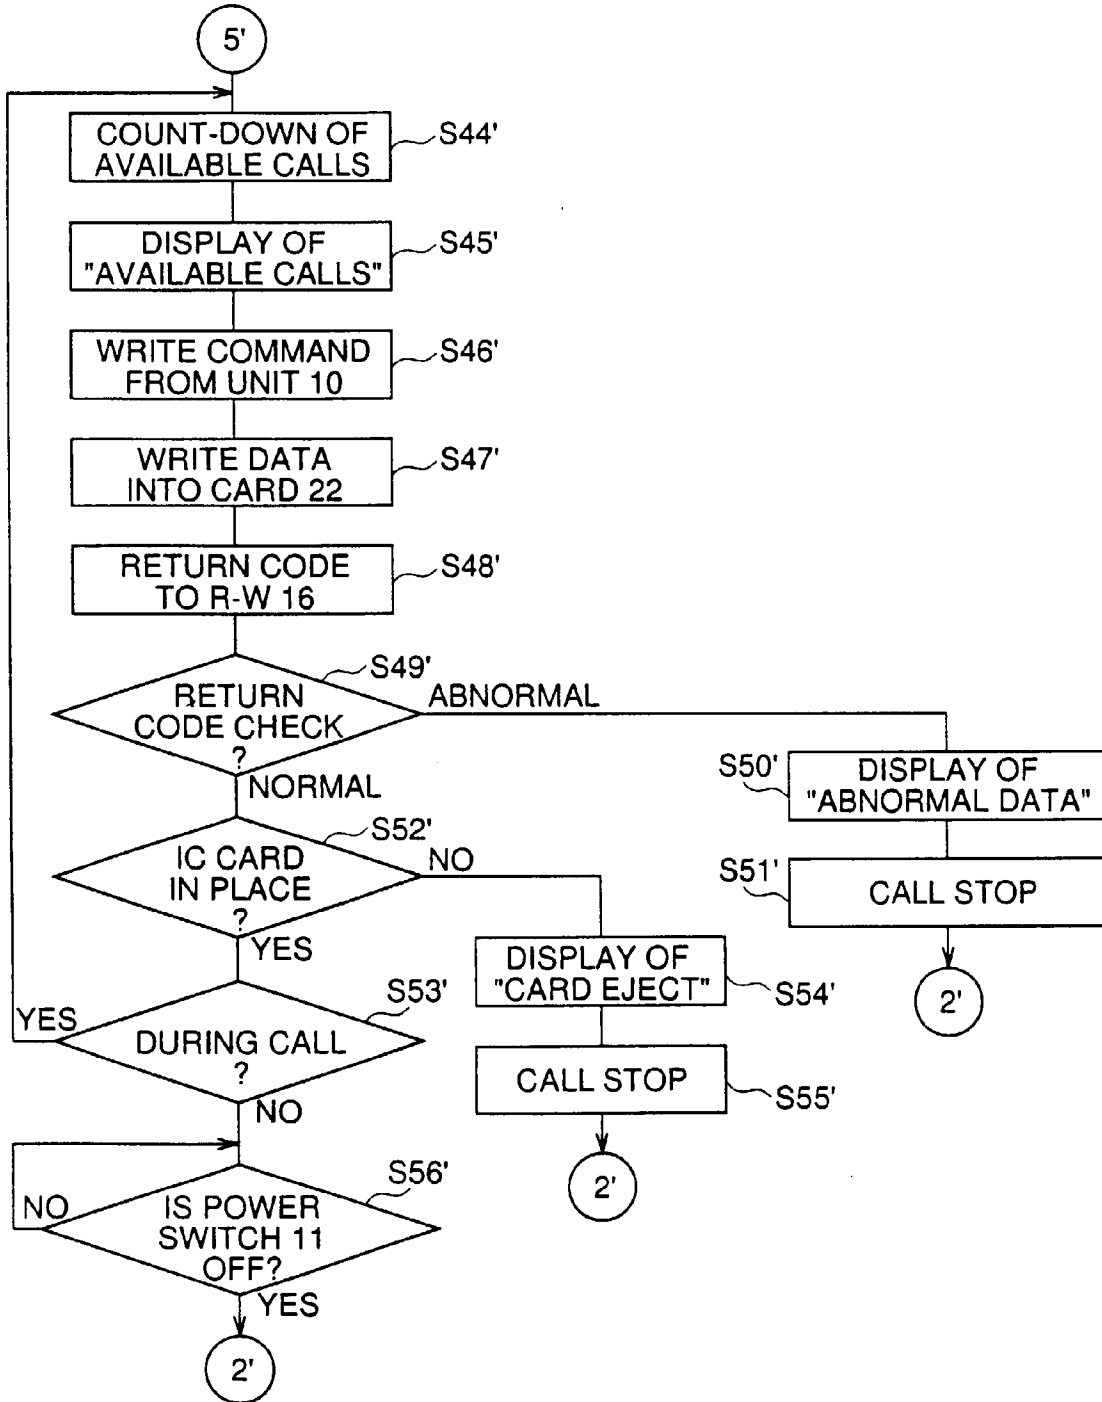 5'
COUNT-DOWN OF
AVAILABLE CALLS
S44'
DISPLAY OF
"AVAILABLE CALLS"
S45'
WRITE COMMAND
FROM UNIT 10
S46'
WRITE DATA
INTO CARD 22
S47'
RETURN CODE
TO R-W 16
S48'
RETURN
CODE CHECK
?
S49'
ABNORMAL
NORMAL
S50'
DISPLAY OF
"ABNORMAL DATA"
S51'
CALL STOP
2'
IC CARD
IN PLACE
?
S52'
NO
YES
DISPLAY OF
"CARD EJECT"
S54'
CALL STOP
S55'
2'
DURING CALL
?
S53'
YES
NO
IS POWER
SWITCH 11
OFF?
S56'
NO
YES
2'